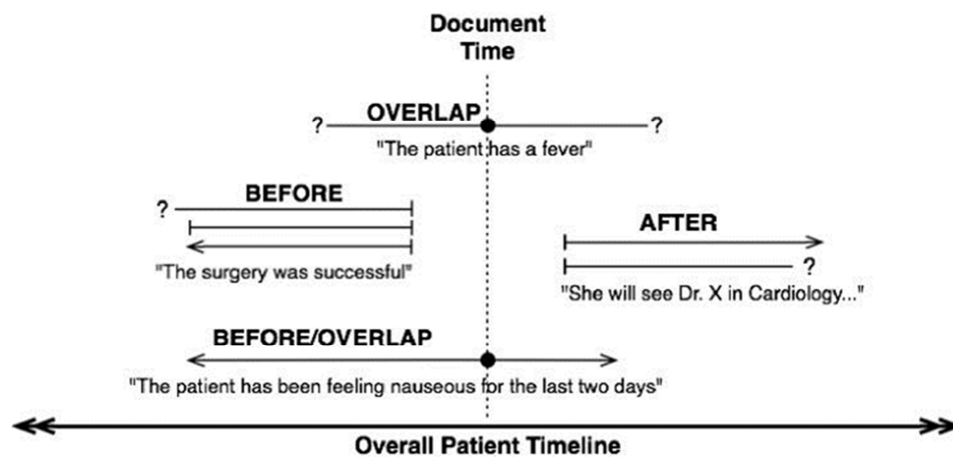 Document
Time
OVERLAP
? ?
"The patient has a fever"
BEFORE
?
"The surgery was successful"
AFTER
?
"She will see Dr. X in Cardiology..."
BEFORE/OVERLAP
"The patient has been feeling nauseous for the last two days"
Overall Patient Timeline